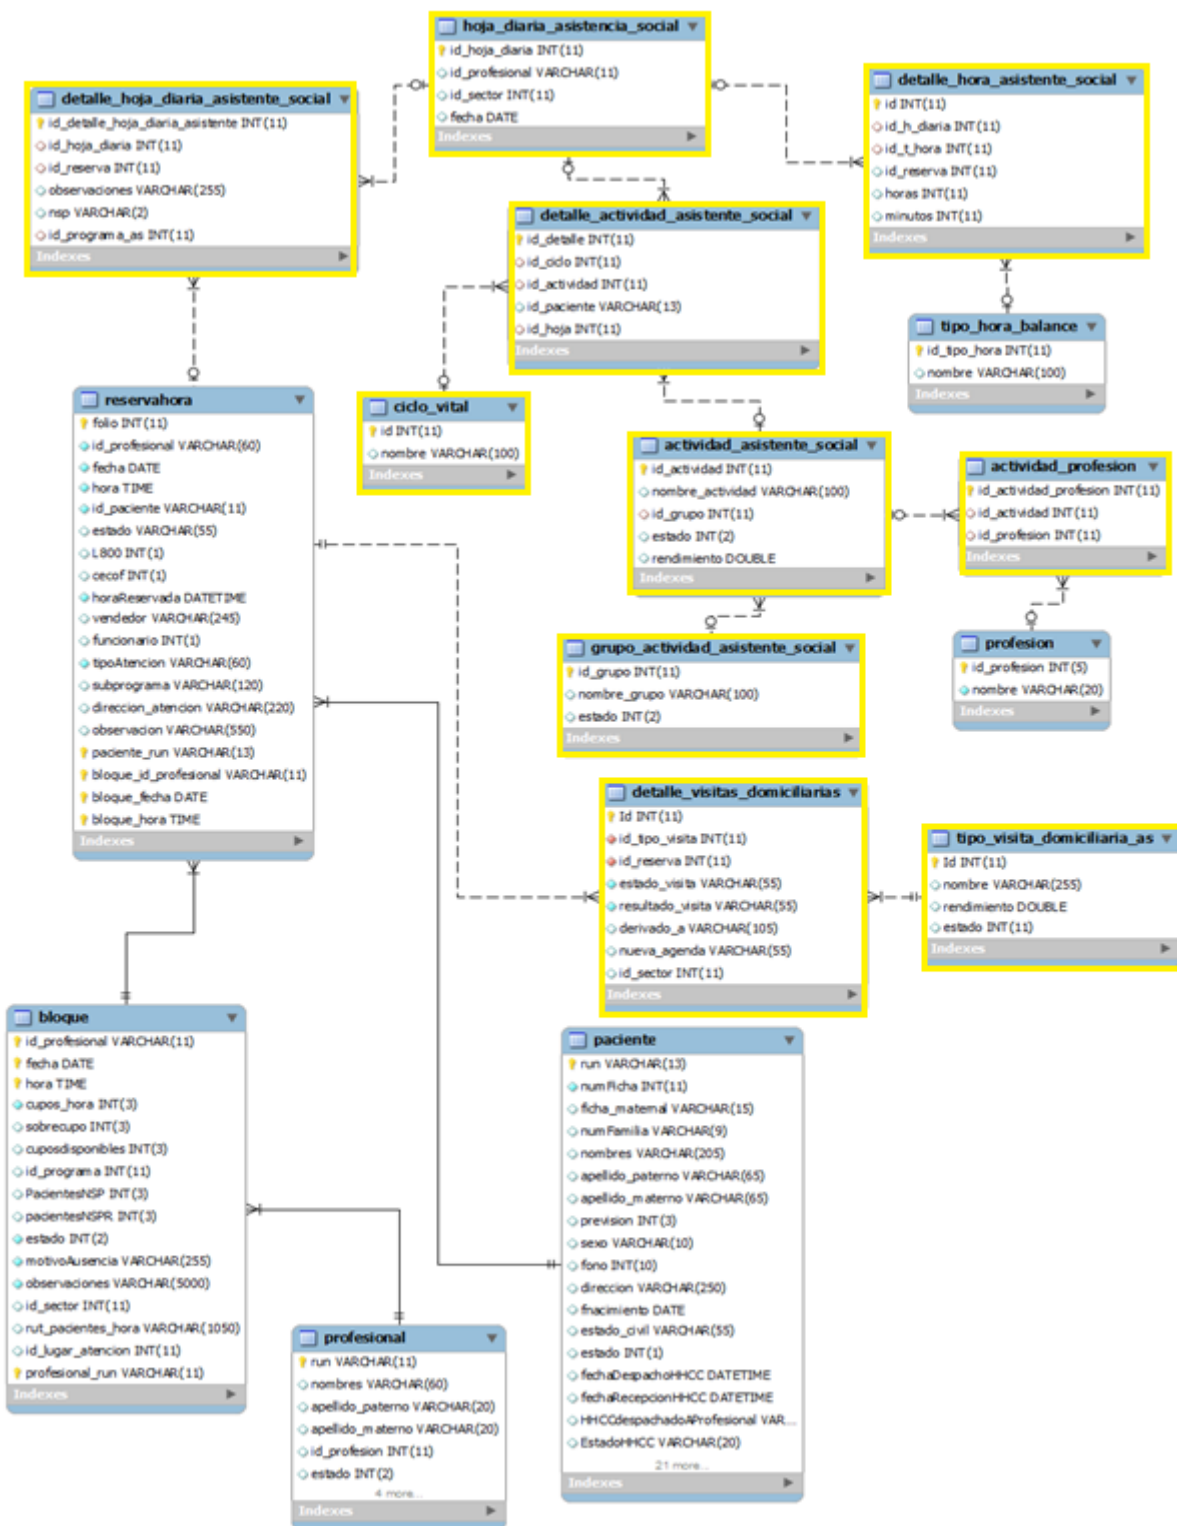 hoja_diaria_asistencia_social
id_hoja_diaria INT(11)
id_profesional VARCHAR(11)
id_sector INT(11)
fecha DATE
Indexes
detalle_hoja_diaria_asistente_social
id_detalle_hoja_diaria_asistente INT(11)
id_hoja_diaria INT(11)
id_reserva INT(11)
observaciones VARCHAR(255)
nsp VARCHAR(2)
id_programa_as INT(11)
Indexes
detalle_hora_asistente_social
id INT(11)
id_h_diaria INT(11)
id_t_hora INT(11)
id_reserva INT(11)
horas INT(11)
minutos INT(11)
Indexes
detalle_actividad_asistente_social
id_detalle INT(11)
id_ciclo INT(11)
id_actividad INT(11)
id_paciente VARCHAR(13)
id_hoja INT(11)
Indexes
tipo_hora_balance
id_tipo_hora INT(11)
nombre VARCHAR(100)
Indexes
reservahora
folio INT(11)
id_profesional VARCHAR(60)
fecha DATE
hora TIME
id_paciente VARCHAR(11)
estado VARCHAR(55)
L800 INT(1)
cecof INT(1)
horaReservada DATETIME
vendedor VARCHAR(245)
funcionario INT(1)
tipoAtencion VARCHAR(60)
subprograma VARCHAR(120)
direccion_atencion VARCHAR(220)
observacion VARCHAR(550)
paciente_run VARCHAR(13)
bloque_id_profesional VARCHAR(11)
bloque_fecha DATE
bloque_hora TIME
Indexes
ciclo_vital
id INT(11)
nombre VARCHAR(100)
Indexes
actividad_asistente_social
id_actividad INT(11)
nombre_actividad VARCHAR(100)
id_grupo INT(11)
estado INT(2)
rendimiento DOUBLE
Indexes
actividad_profesion
id_actividad_profesion INT(11)
id_actividad INT(11)
id_profesion INT(11)
Indexes
grupo_actividad_asistente_social
id_grupo INT(11)
nombre_grupo VARCHAR(100)
estado INT(2)
Indexes
profesion
id_profesion INT(5)
nombre VARCHAR(20)
Indexes
detalle_visitas_domiciliarias
Id INT(11)
id_tipo_visita INT(11)
id_reserva INT(11)
estado_visita VARCHAR(55)
resultado_visita VARCHAR(55)
derivado_a VARCHAR(105)
nueva_agenda VARCHAR(55)
id_sector INT(11)
Indexes
tipo_visita_domiciliaria_as
Id INT(11)
nombre VARCHAR(255)
rendimiento DOUBLE
estado INT(11)
Indexes
bloque
id_profesional VARCHAR(11)
fecha DATE
hora TIME
cupos_hora INT(3)
sobrecupo INT(3)
cuposdisponibles INT(3)
id_programa INT(11)
PacientesNSP INT(3)
pacientesNSPR INT(3)
estado INT(2)
motivoAusencia VARCHAR(255)
observaciones VARCHAR(5000)
id_sector INT(11)
rut_pacientes_hora VARCHAR(1050)
id_lugar_atencion INT(11)
profesional_run VARCHAR(11)
Indexes
paciente
run VARCHAR(13)
numFicha INT(11)
ficha_maternal VARCHAR(15)
numFamilia VARCHAR(9)
nombres VARCHAR(205)
apellido_paterno VARCHAR(65)
apellido_materno VARCHAR(65)
prevision INT(3)
sexo VARCHAR(10)
fono INT(10)
direccion VARCHAR(250)
fnacimiento DATE
estado_civil VARCHAR(55)
estado INT(1)
fechaDespachoHHCC DATETIME
fechaRecepcionHHCC DATETIME
HHCCdespachadoAProfesional VAR...
EstadoHHCC VARCHAR(20)
21 more...
Indexes
profesional
run VARCHAR(11)
nombres VARCHAR(60)
apellido_paterno VARCHAR(20)
apellido_materno VARCHAR(20)
id_profesion INT(11)
estado INT(2)
4 more...
Indexes